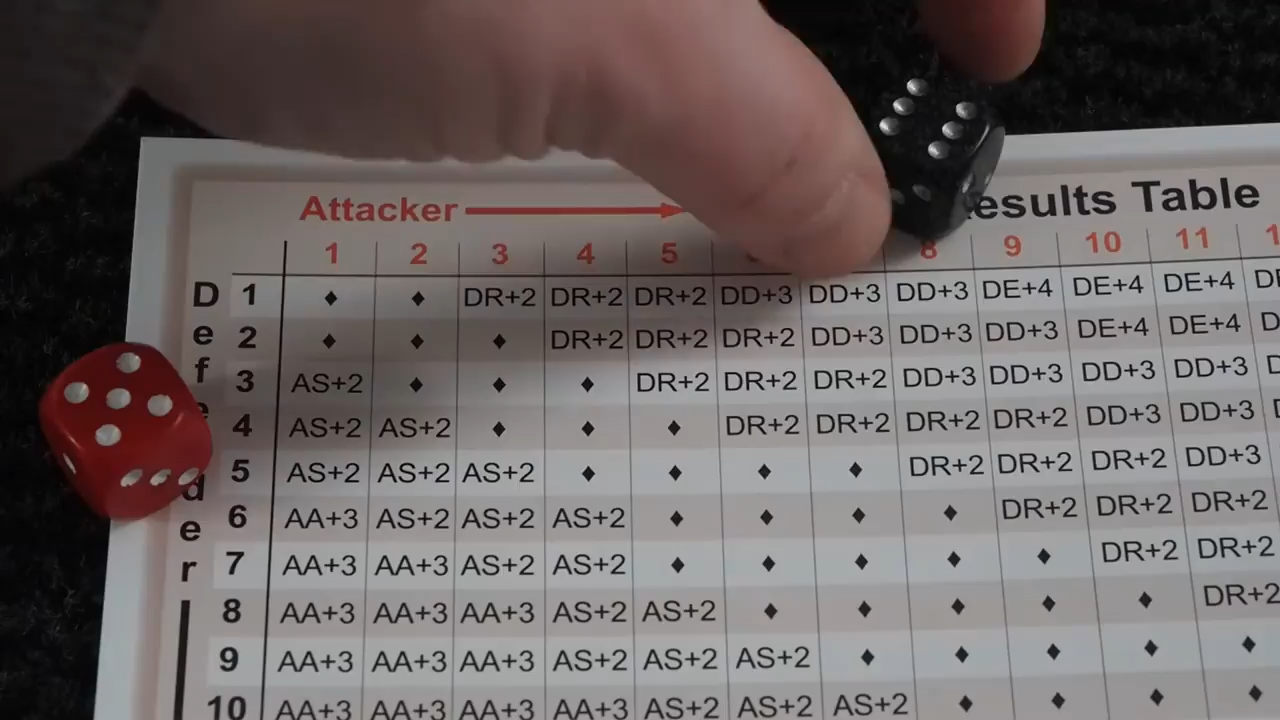 Attacker
esults Table
1 2 3 4 5 8 9 10 11
Defe der
1 ♦ ♦ DR+2 DR+2 DR+2 DD+3 DD+3 DD+3 DE+4 DE+4 DE+4
2 ♦ ♦ ♦ DR+2 DR+2 DR+2 DD+3 DD+3 DD+3 DE+4 DE+4
3 AS+2 ♦ ♦ ♦ DR+2 DR+2 DR+2 DD+3 DD+3 DD+3 DD+3
4 AS+2 AS+2 ♦ ♦ ♦ DR+2 DR+2 DR+2 DR+2 DD+3 DD+3
5 AS+2 AS+2 AS+2 ♦ ♦ ♦ ♦ DR+2 DR+2 DR+2 DD+3
6 AA+3 AS+2 AS+2 AS+2 ♦ ♦ ♦ ♦ DR+2 DR+2 DR+2
7 AA+3 AA+3 AS+2 AS+2 ♦ ♦ ♦ ♦ ♦ DR+2 DR+2
8 AA+3 AA+3 AA+3 AS+2 AS+2 ♦ ♦ ♦ ♦ ♦ DR+2
9 AA+3 AA+3 AA+3 AS+2 AS+2 AS+2 ♦ ♦ ♦ ♦ ♦
10 AA+3 AA+3 AA+3 AA+3 AS+2 AS+2 AS+2 ♦ ♦ ♦ ♦